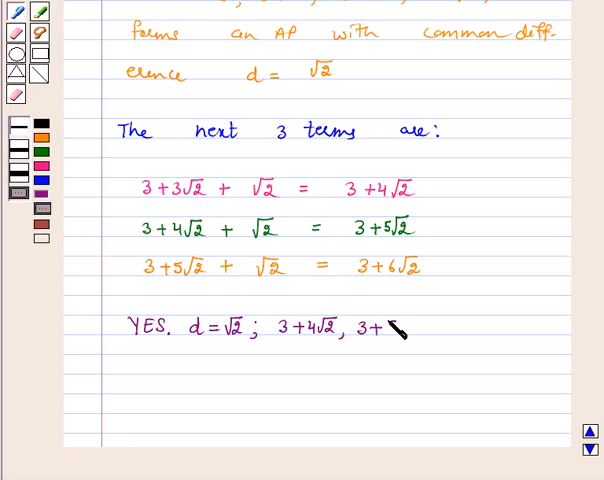 forms an AP with common diff-
erence d = √2
The next 3 terms are:
3+3√2 + √2 = 3+4√2
3+4√2 + √2 = 3+5√2
3+5√2 + √2 = 3+6√2
YES. d=√2 ; 3+4√2, 3+